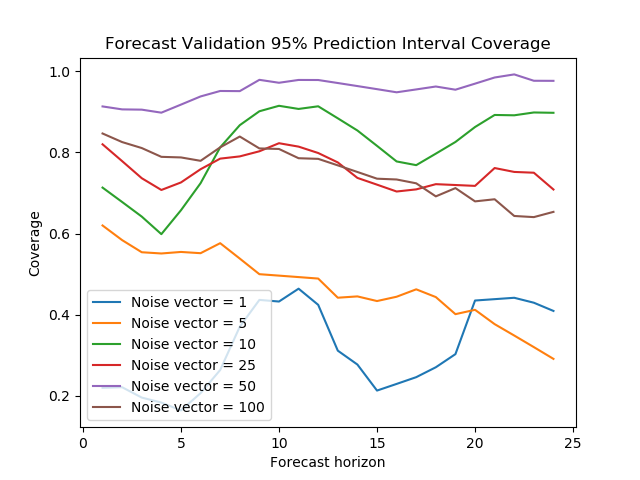 Forecast Validation 95% Prediction Interval Coverage
1.0
0.8
0.6
0.4
0.2
Coverage
Noise vector = 1
Noise vector = 5
Noise vector = 10
Noise vector = 25
Noise vector = 50
Noise vector = 100
0 5 10 15 20 25
Forecast horizon